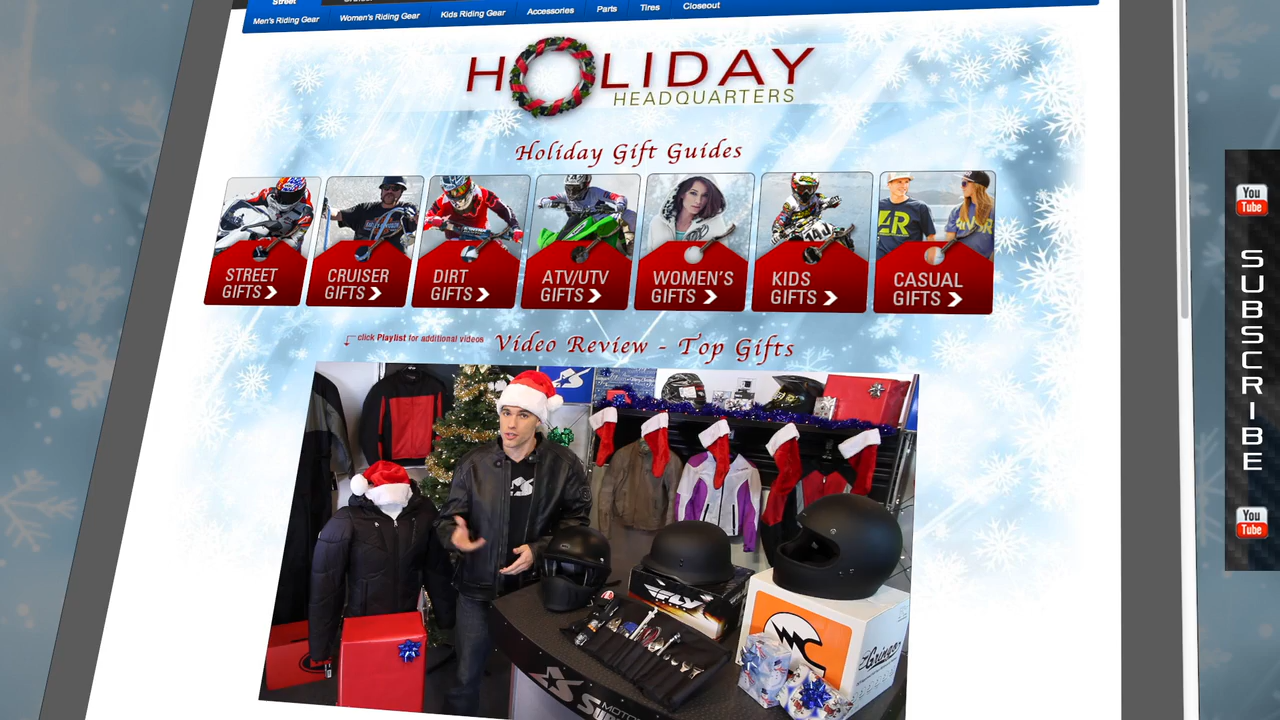 Street
Men's Riding Gear Women's Riding Gear Kids Riding Gear Accessories Parts Tires Closeout
HOLIDAY
HEADQUARTERS
Holiday Gift Guides
STREET
GIFTS
CRUISER
GIFTS
DIRT
GIFTS
ATV/UTV
GIFTS
WOMEN'S
GIFTS
KIDS
GIFTS
CASUAL
GIFTS
click Playlist for additional videos
Video Review - Top Gifts
FLY
Gringo
You
Tube
SUBSCRIBE
You
Tube